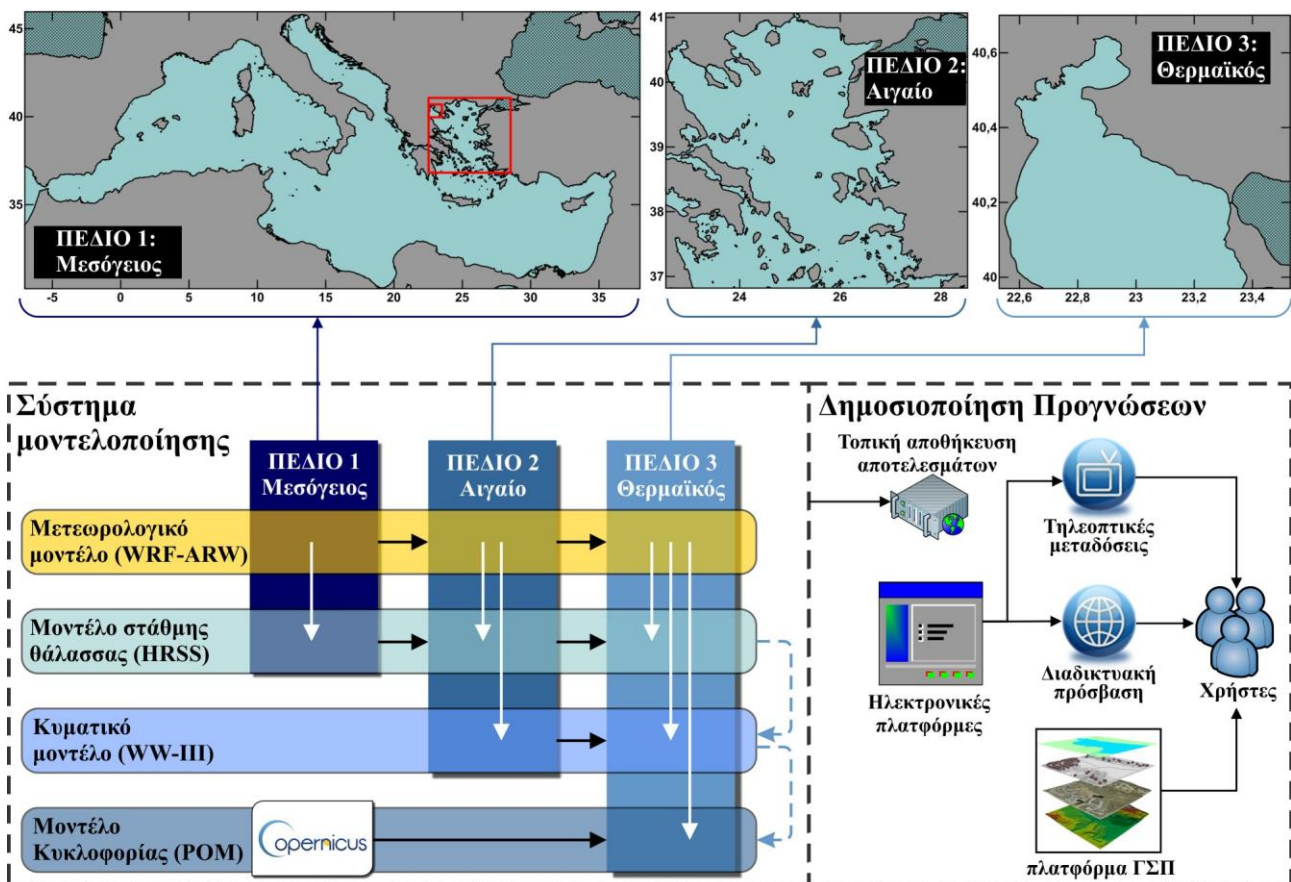 45
40
35
-5
0
5
10
15
20
25
30
35
ΠΕΔΙΟ 1:
Μεσόγειος
41
40
39
38
37
24
26
28
ΠΕΔΙΟ 2:
Αιγαίο
40,6
40,4
40,2
40
22,6
22,8
23
23,2
23,4
ΠΕΔΙΟ 3:
Θερμαϊκός
Σύστημα
μοντελοποίησης
ΠΕΔΙΟ 1
Μεσόγειος
ΠΕΔΙΟ 2
Αιγαίο
ΠΕΔΙΟ 3
Θερμαϊκός
Μετεωρολογικό
μοντέλο (WRF-ARW)
Μοντέλο στάθμης
θάλασσας (HRSS)
Κυματικό
μοντέλο (WW-III)
Μοντέλο
Κυκλοφορίας (POM)
Copernicus
Δημοσιοποίηση Προγνώσεων
Τοπική αποθήκευση
αποτελεσμάτων
Τηλεοπτικές
μεταδόσεις
Ηλεκτρονικές
πλατφόρμες
Διαδικτυακή
πρόσβαση
Χρήστες
πλατφόρμα ΓΣΠ